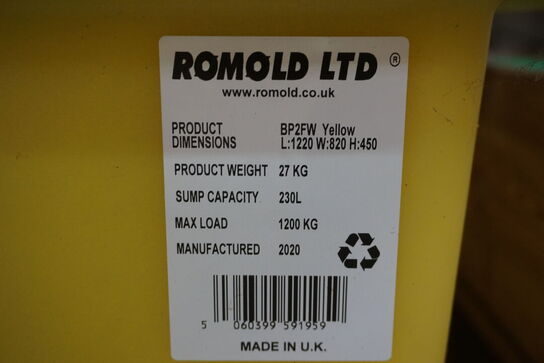 ROMOLD LTD ®
www.romold.co.uk
PRODUCT BP2FW Yellow
DIMENSIONS L:1220 W:820 H:450
PRODUCT WEIGHT 27 KG
SUMP CAPACITY 230L
MAX LOAD 1200 KG
MANUFACTURED 2020
5 060399 591959
MADE IN U.K.